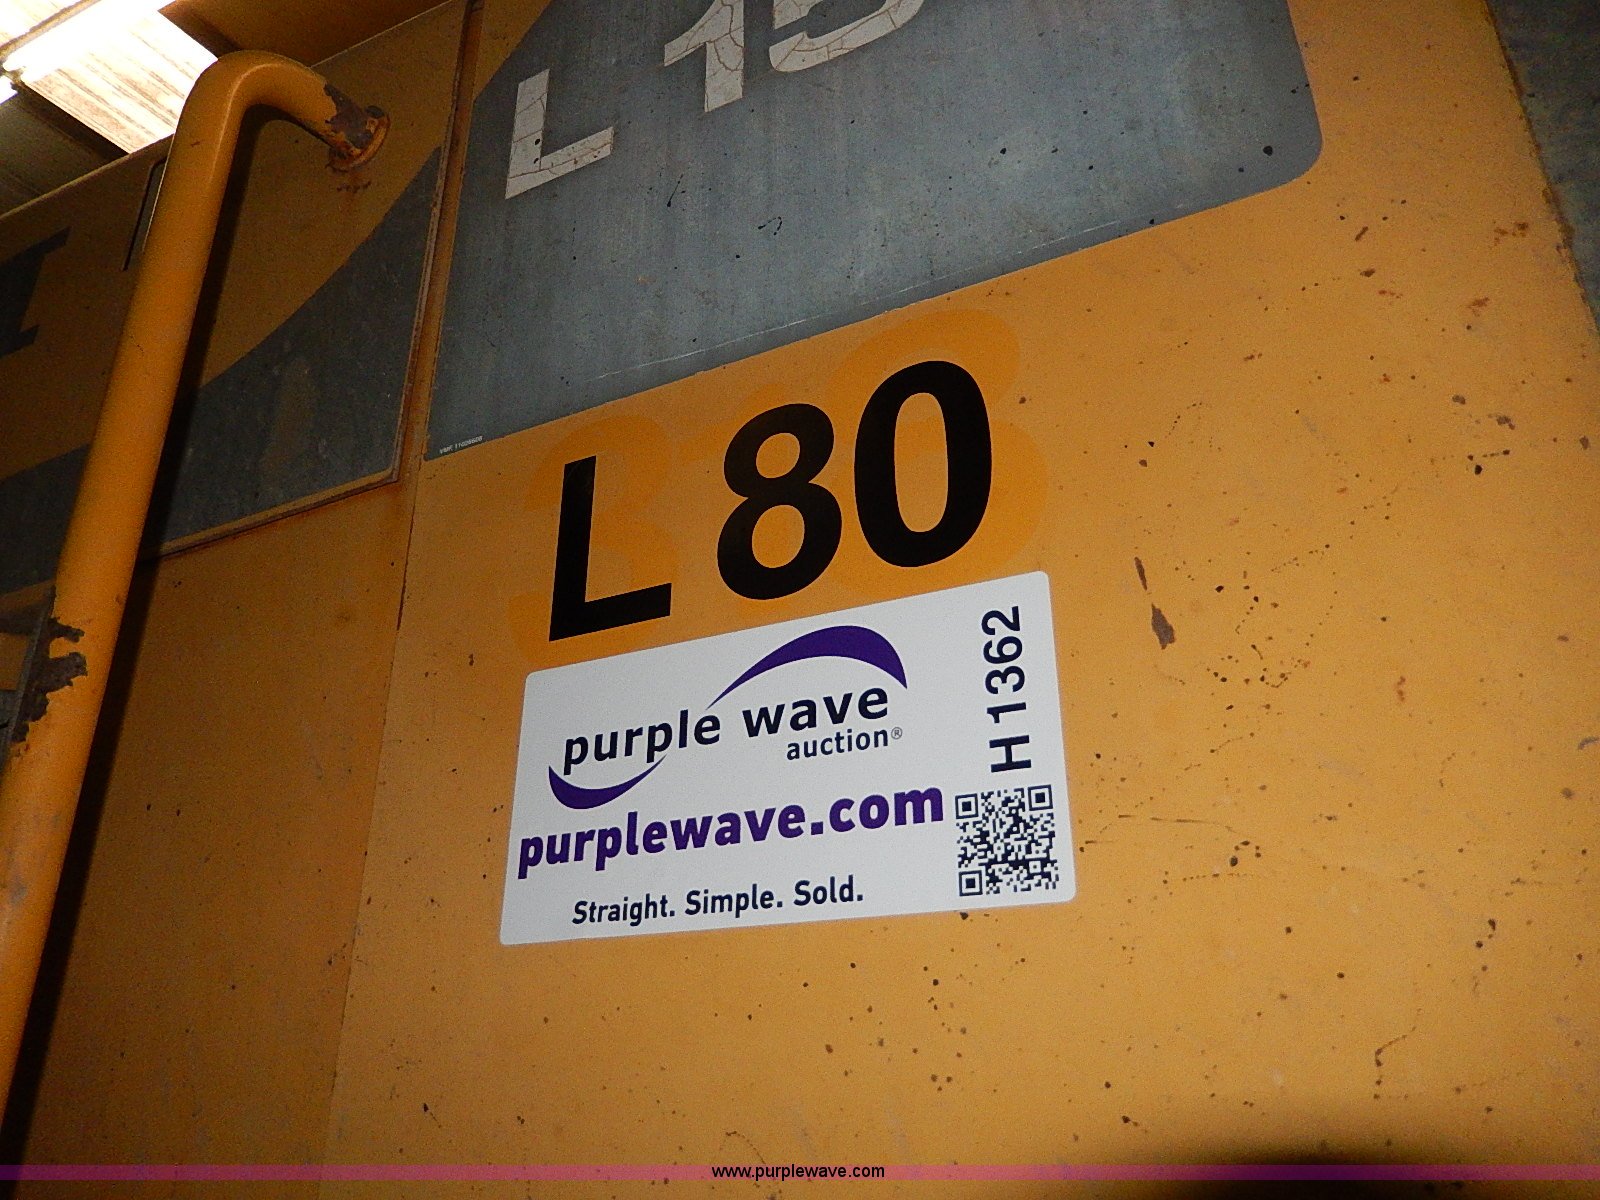 L 15
L 80
purple wave
auction®
purplewave.com
Straight. Simple. Sold.
H1362
www.purplewave.com